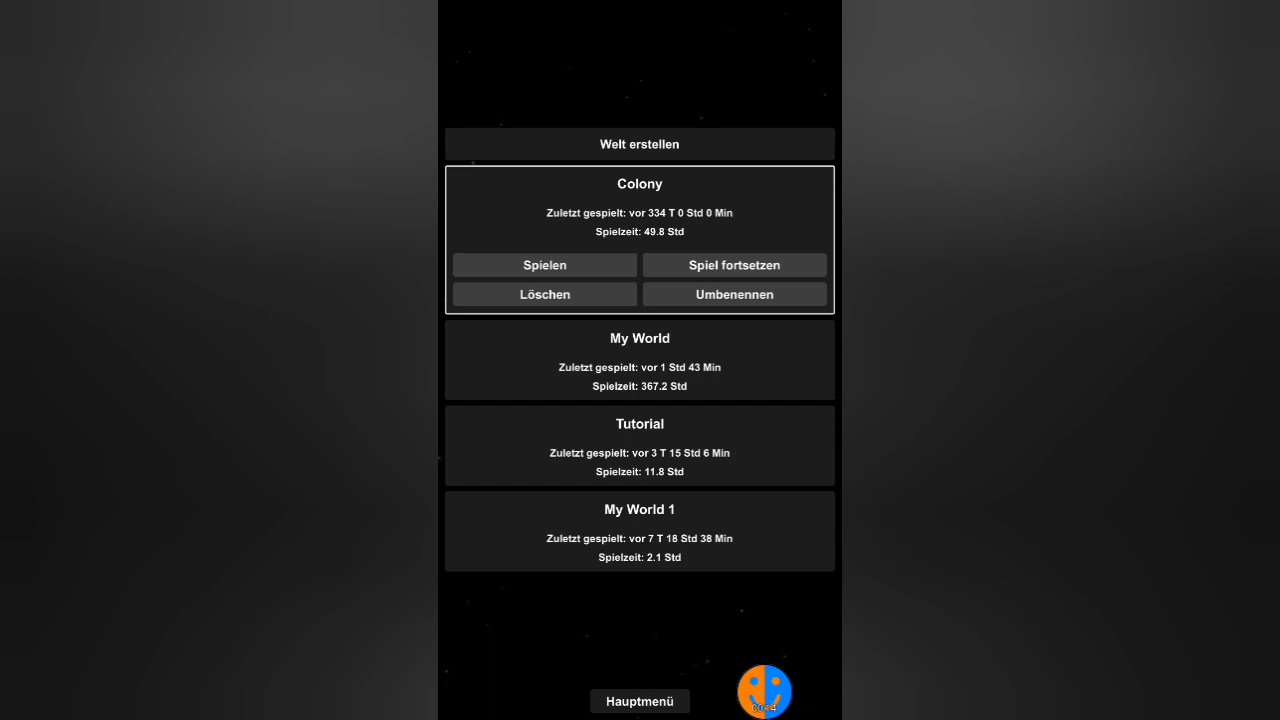 Welt erstellen
Colony
Zuletzt gespielt: vor 334 T 0 Std 0 Min
Spielzeit: 49.8 Std
Spielen
Spiel fortsetzen
Löschen
Umbenennen
My World
Zuletzt gespielt: vor 1 Std 43 Min
Spielzeit: 367.2 Std
Tutorial
Zuletzt gespielt: vor 3 T 15 Std 6 Min
Spielzeit: 11.8 Std
My World 1
Zuletzt gespielt: vor 7 T 18 Std 38 Min
Spielzeit: 2.1 Std
Hauptmenü